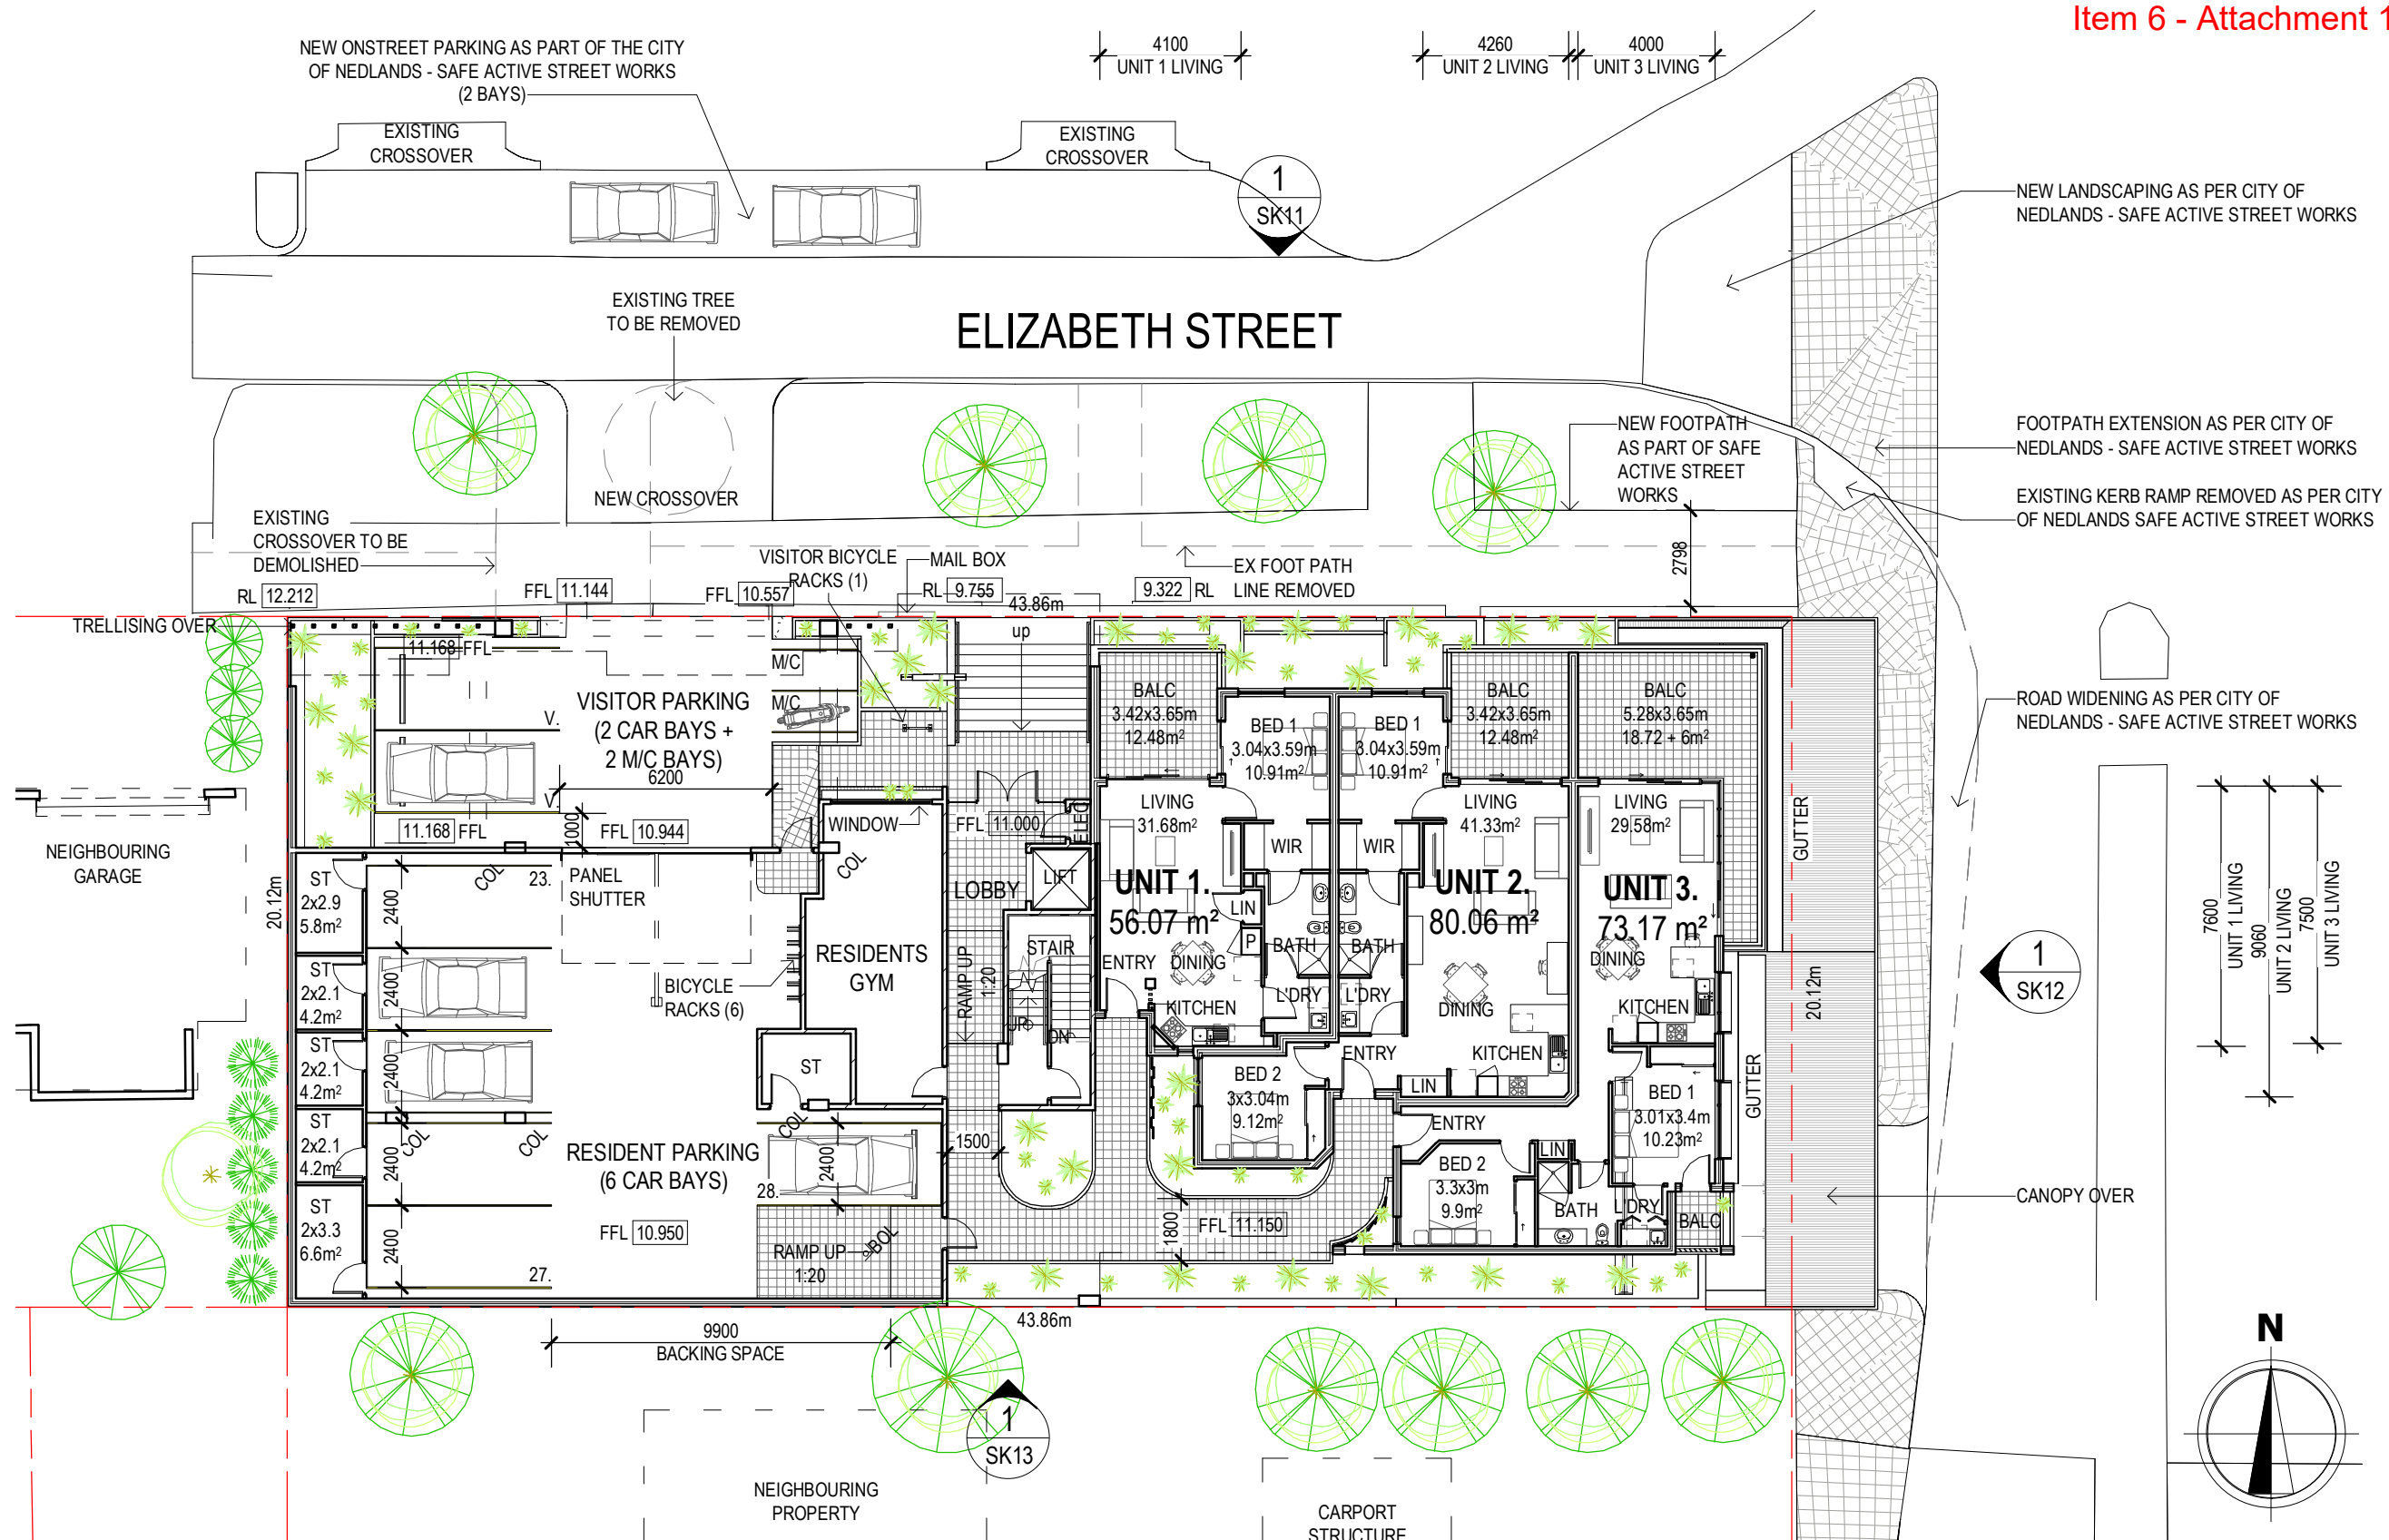 Item 6 - Attachment 1
NEW ONSTREET PARKING AS PART OF THE CITY
OF NEDLANDS - SAFE ACTIVE STREET WORKS
(2 BAYS)
4100
UNIT 1 LIVING
4260
UNIT 2 LIVING
4000
UNIT 3 LIVING
EXISTING
CROSSOVER
EXISTING
CROSSOVER
1
SK11
NEW LANDSCAPING AS PER CITY OF
NEDLANDS - SAFE ACTIVE STREET WORKS
EXISTING TREE
TO BE REMOVED
ELIZABETH STREET
NEW FOOTPATH
AS PART OF SAFE
ACTIVE STREET
WORKS
FOOTPATH EXTENSION AS PER CITY OF
NEDLANDS - SAFE ACTIVE STREET WORKS
EXISTING KERB RAMP REMOVED AS PER CITY
OF NEDLANDS SAFE ACTIVE STREET WORKS
NEW CROSSOVER
EXISTING
CROSSOVER TO BE
DEMOLISHED
VISITOR BICYCLE
RACKS (1)
MAIL BOX
EX FOOT PATH
LINE REMOVED
2798
RL 12.212
FFL 11.144
FFL 10.557
RL 9.755
9.322 RL
43.86m
TRELLISING OVER
11.168 FFL
up
M/C
M/C
VISITOR PARKING
(2 CAR BAYS +
2 M/C BAYS)
6200
V.
V.
BALC
3.42x3.65m
12.48m²
BED 1
3.04x3.59m
10.91m²
BED 1
3.04x3.59m
10.91m²
BALC
3.42x3.65m
12.48m²
BALC
5.28x3.65m
18.72 + 6m²
ROAD WIDENING AS PER CITY OF
NEDLANDS - SAFE ACTIVE STREET WORKS
11.168 FFL
1000
FFL 10.944
WINDOW
FFL 11.000
ELEC
LIVING
31.68m²
WIR
WIR
LIVING
41.33m²
LIVING
29.58m²
GUTTER
NEIGHBOURING
GARAGE
20.12m
ST
2x2.9
5.8m²
2400
COL
23.
PANEL
SHUTTER
COL
LOBBY
LIFT
UNIT 1.
56.07 m²
LIN
P
UNIT 2.
80.06 m²
UNIT 3.
73.17 m²
7600
UNIT 1 LIVING
9060
UNIT 2 LIVING
7500
UNIT 3 LIVING
ST
2x2.1
4.2m²
2400
BICYCLE
RACKS (6)
RESIDENTS
GYM
RAMP UP
1:20
STAIR
UP
DN
ENTRY
DINING
KITCHEN
BATH
BATH
L'DRY
L'DRY
DINING
DINING
KITCHEN
20.12m
1
SK12
ST
2x2.1
4.2m²
2400
ST
ENTRY
KITCHEN
LIN
BED 2
3x3.04m
9.12m²
BED 1
3.01x3.4m
10.23m²
GUTTER
ST
2x2.1
4.2m²
2400
COL
COL
COL
RESIDENT PARKING
(6 CAR BAYS)
28.
2400
1500
ENTRY
LIN
BED 2
3.3x3m
9.9m²
BATH
L'DRY
BALC
CANOPY OVER
ST
2x3.3
6.6m²
2400
27.
FFL 10.950
RAMP UP
1:20
BOL
1800
FFL 11.150
43.86m
9900
BACKING SPACE
1
SK13
N
NEIGHBOURING
PROPERTY
CARPORT
STRUCTURE